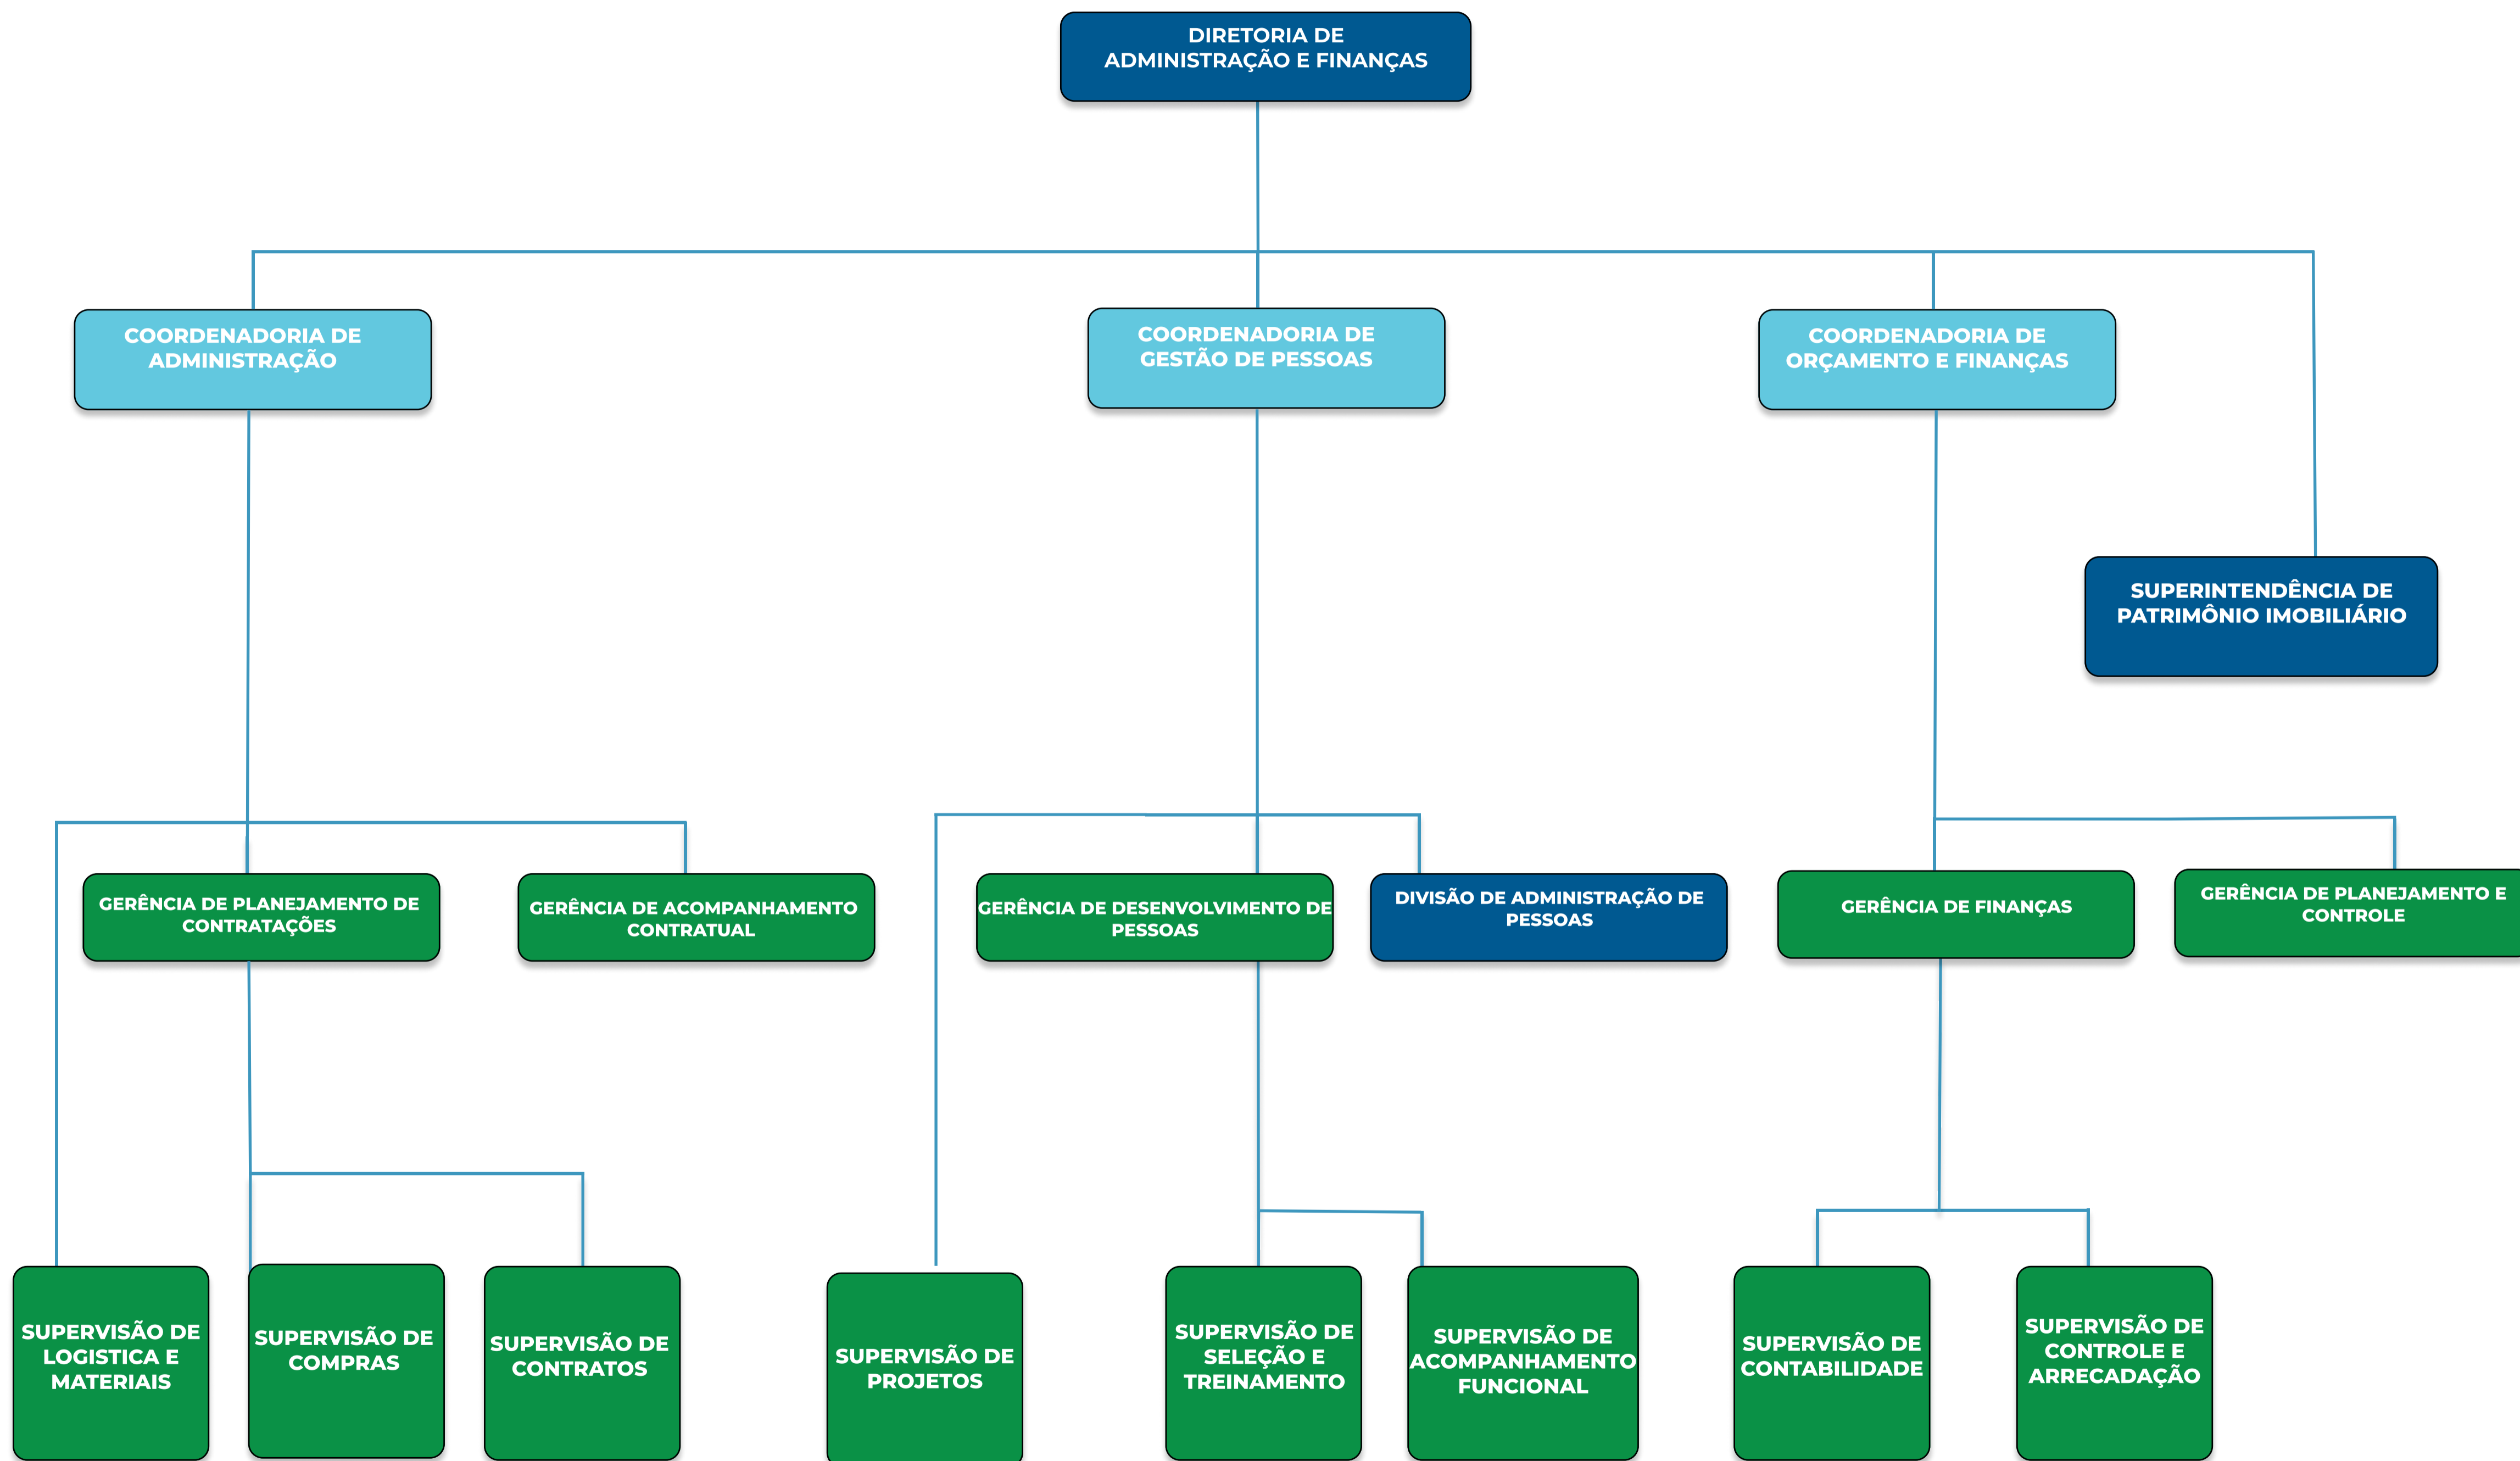 DIRETORIA DE
ADMINISTRAÇÃO E FINANÇAS
COORDENADORIA DE
ADMINISTRAÇÃO
COORDENADORIA DE
GESTÃO DE PESSOAS
COORDENADORIA DE
ORÇAMENTO E FINANÇAS
SUPERINTENDÊNCIA DE
PATRIMÔNIO IMOBILIÁRIO
GERÊNCIA DE PLANEJAMENTO DE
CONTRATAÇÕES
GERÊNCIA DE ACOMPANHAMENTO
CONTRATUAL
GERÊNCIA DE DESENVOLVIMENTO DE
PESSOAS
DIVISÃO DE ADMINISTRAÇÃO DE
PESSOAS
GERÊNCIA DE FINANÇAS
GERÊNCIA DE PLANEJAMENTO E
CONTROLE
SUPERVISÃO DE
LOGISTICA E
MATERIAIS
SUPERVISÃO DE
COMPRAS
SUPERVISÃO DE
CONTRATOS
SUPERVISÃO DE
PROJETOS
SUPERVISÃO DE
SELEÇÃO E
TREINAMENTO
SUPERVISÃO DE
ACOMPANHAMENTO
FUNCIONAL
SUPERVISÃO DE
CONTABILIDADE
SUPERVISÃO DE
CONTROLE E
ARRECADAÇÃO